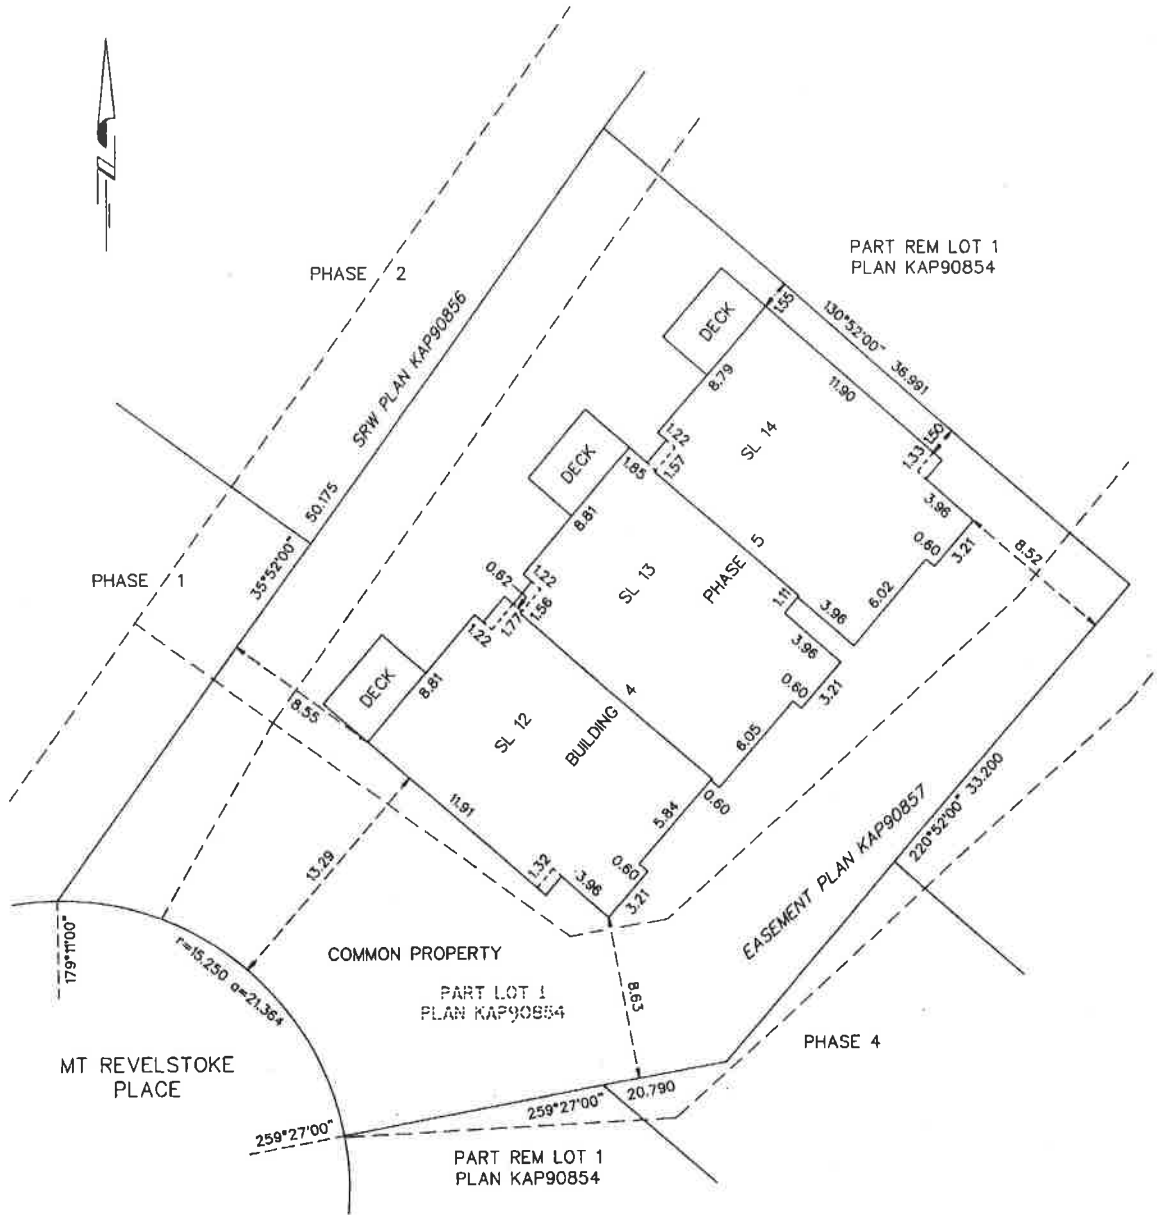 PART REM LOT 1
PLAN KAP90854
PHASE 2
SRW PLAN KAP90856
DECK
1.55
130°52'00" 36.991
8.79
11.90
1.50
1.22
1.57
SL 14
1.33
3.96
DECK
1.85
0.60
3.21
8.52
50.175
35°52'00"
8.81
PHASE 5
PHASE 1
0.62
1.22
1.56
SL 13
1.11
3.96
6.02
1.22
1.77
3.96
DECK
8.81
0.60
3.21
8.55
SL 12
BUILDING 4
6.05
11.91
0.60
5.84
220°52'00" 33.200
13.29
1.32
3.96
0.60
3.21
EASEMENT PLAN KAP90857
179°11'00"
r=15.250 a=21.364
COMMON PROPERTY
PART LOT 1
PLAN KAP90854
8.63
PHASE 4
MT REVELSTOKE
PLACE
259°27'00"
20.790
259°27'00"
PART REM LOT 1
PLAN KAP90854